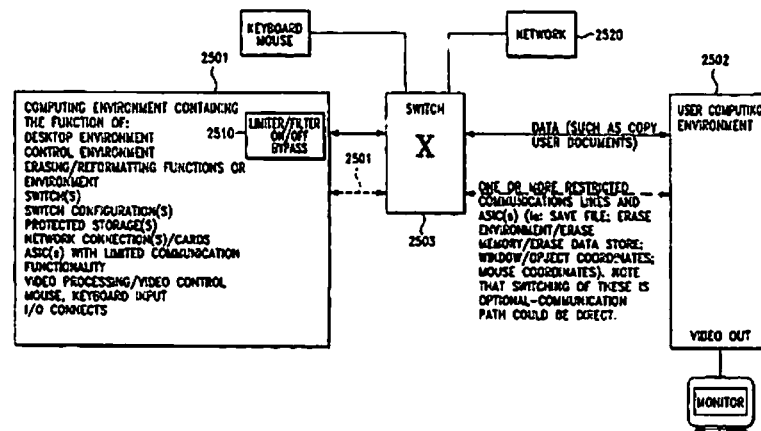 KEYBOARD
MOUSE
NETWORK
2520
2501
COMPUTING ENVIRONMENT CONTAINING
THE FUNCTION OF:
DESKTOP ENVIRONMENT
CONTROL ENVIRONMENT
ERASING/REFORMATTING FUNCTIONS OR
ENVIRONMENT
SWITCH(S)
SWITCH CONFIGURATION(S)
PROTECTED STORAGE(S)
NETWORK CONNECTION(S)/CARDS
ASIC(s) WITH LIMITED COMMUNICATION
FUNCTIONALITY
VIDEO PROCESSING/VIDEO CONTROL
MOUSE, KEYBOARD INPUT
I/O CONNECTS
2510
LIMITER/FILTER
ON/OFF
BYPASS
2501
SWITCH
X
2503
DATA (SUCH AS COPY
USER DOCUMENTS)
ONE OR MORE RESTRICTED
COMMUNICATIONS LINES AND
ASIC(s) (ie: SAVE FILE; ERASE
ENVIRONMENT/ERASE
MEMORY/ERASE DATA STORE;
WINDOW/OPJECT COORDINATES;
MOUSE COORDINATES). NOTE
THAT SWITCHING OF THESE IS
OPTIONAL-COMMUNICATION
PATH COULD BE DIRECT.
2502
USER COMPUTING
ENVIRONMENT
VIDEO OUT
MONITOR